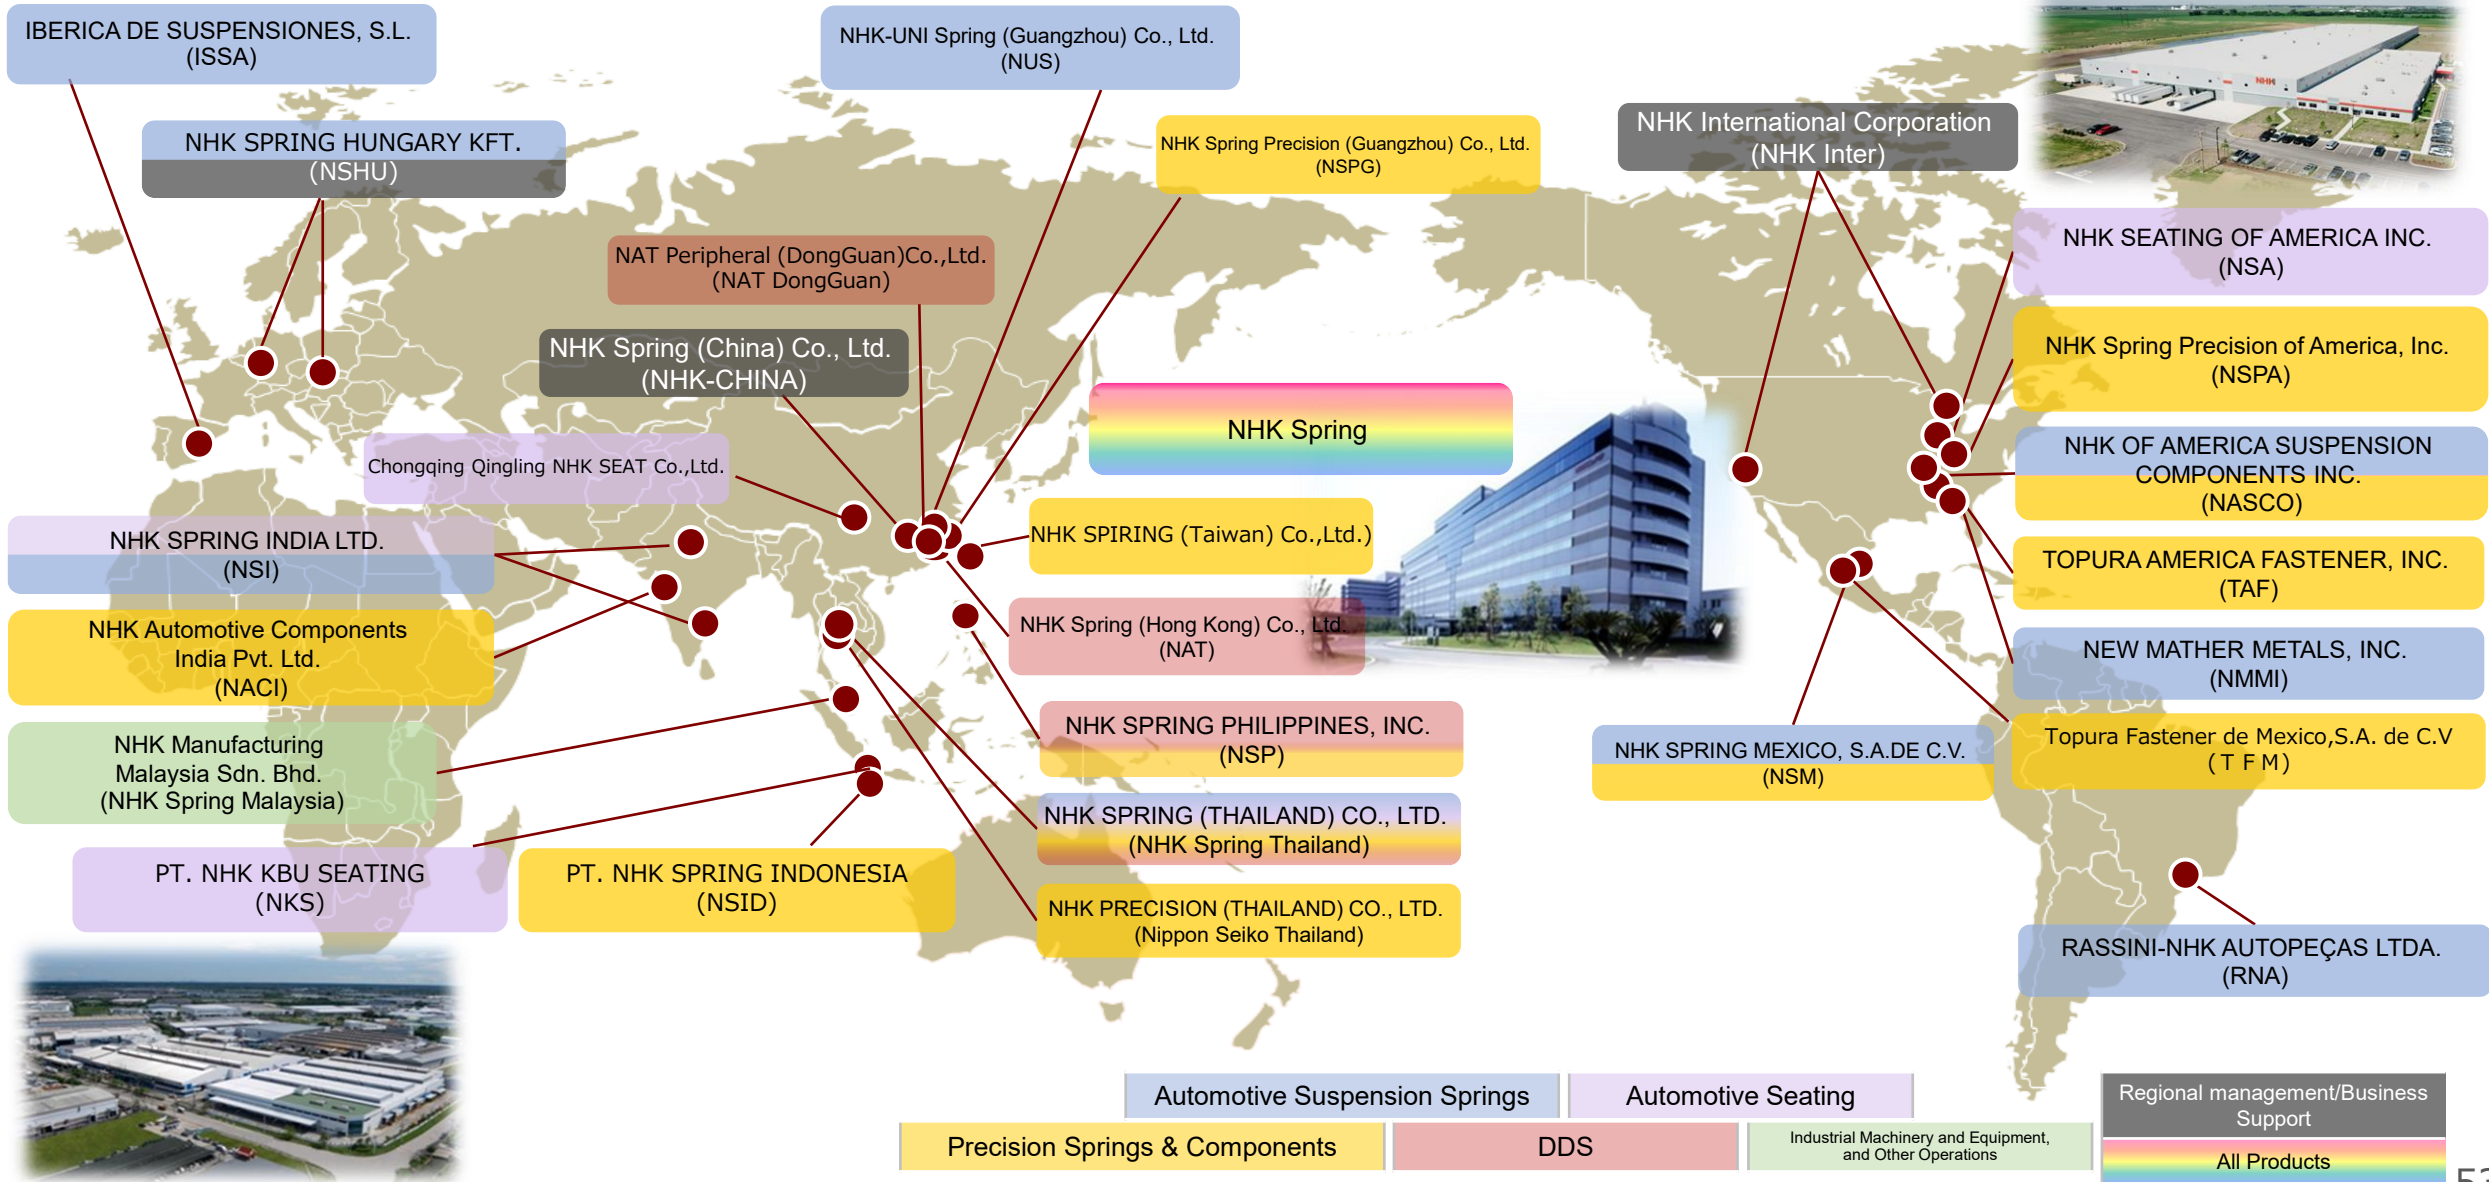 IBERICA DE SUSPENSIONES, S.L.
(ISSA)
NHK-UNI Spring (Guangzhou) Co., Ltd.
(NUS)
NHK SPRING HUNGARY KFT.
(NSHU)
NHK Spring Precision (Guangzhou) Co., Ltd.
(NSPG)
NHK International Corporation
(NHK Inter)
NHK
NAT Peripheral (DongGuan)Co.,Ltd.
(NAT DongGuan)
NHK SEATING OF AMERICA INC.
(NSA)
NHK Spring (China) Co., Ltd.
(NHK-CHINA)
NHK Spring Precision of America, Inc.
(NSPA)
NHK Spring
Chongqing Qingling NHK SEAT Co.,Ltd.
NHK OF AMERICA SUSPENSION
COMPONENTS INC.
(NASCO)
NHK SPRING INDIA LTD.
(NSI)
NHK SPIRING (Taiwan) Co.,Ltd.)
TOPURA AMERICA FASTENER, INC.
(TAF)
NHK Automotive Components
India Pvt. Ltd.
(NACI)
NHK Spring (Hong Kong) Co., Ltd.
(NAT)
NEW MATHER METALS, INC.
(NMMI)
NHK Manufacturing
Malaysia Sdn. Bhd.
(NHK Spring Malaysia)
NHK SPRING PHILIPPINES, INC.
(NSP)
NHK SPRING MEXICO, S.A.DE C.V.
(NSM)
Topura Fastener de Mexico,S.A. de C.V
(ＴＦＭ)
NHK SPRING (THAILAND) CO., LTD.
(NHK Spring Thailand)
PT. NHK KBU SEATING
(NKS)
PT. NHK SPRING INDONESIA
(NSID)
NHK PRECISION (THAILAND) CO., LTD.
(Nippon Seiko Thailand)
RASSINI-NHK AUTOPEÇAS LTDA.
(RNA)
Automotive Suspension Springs
Automotive Seating
Regional management/Business
Support
Precision Springs & Components
DDS
Industrial Machinery and Equipment,
and Other Operations
All Products